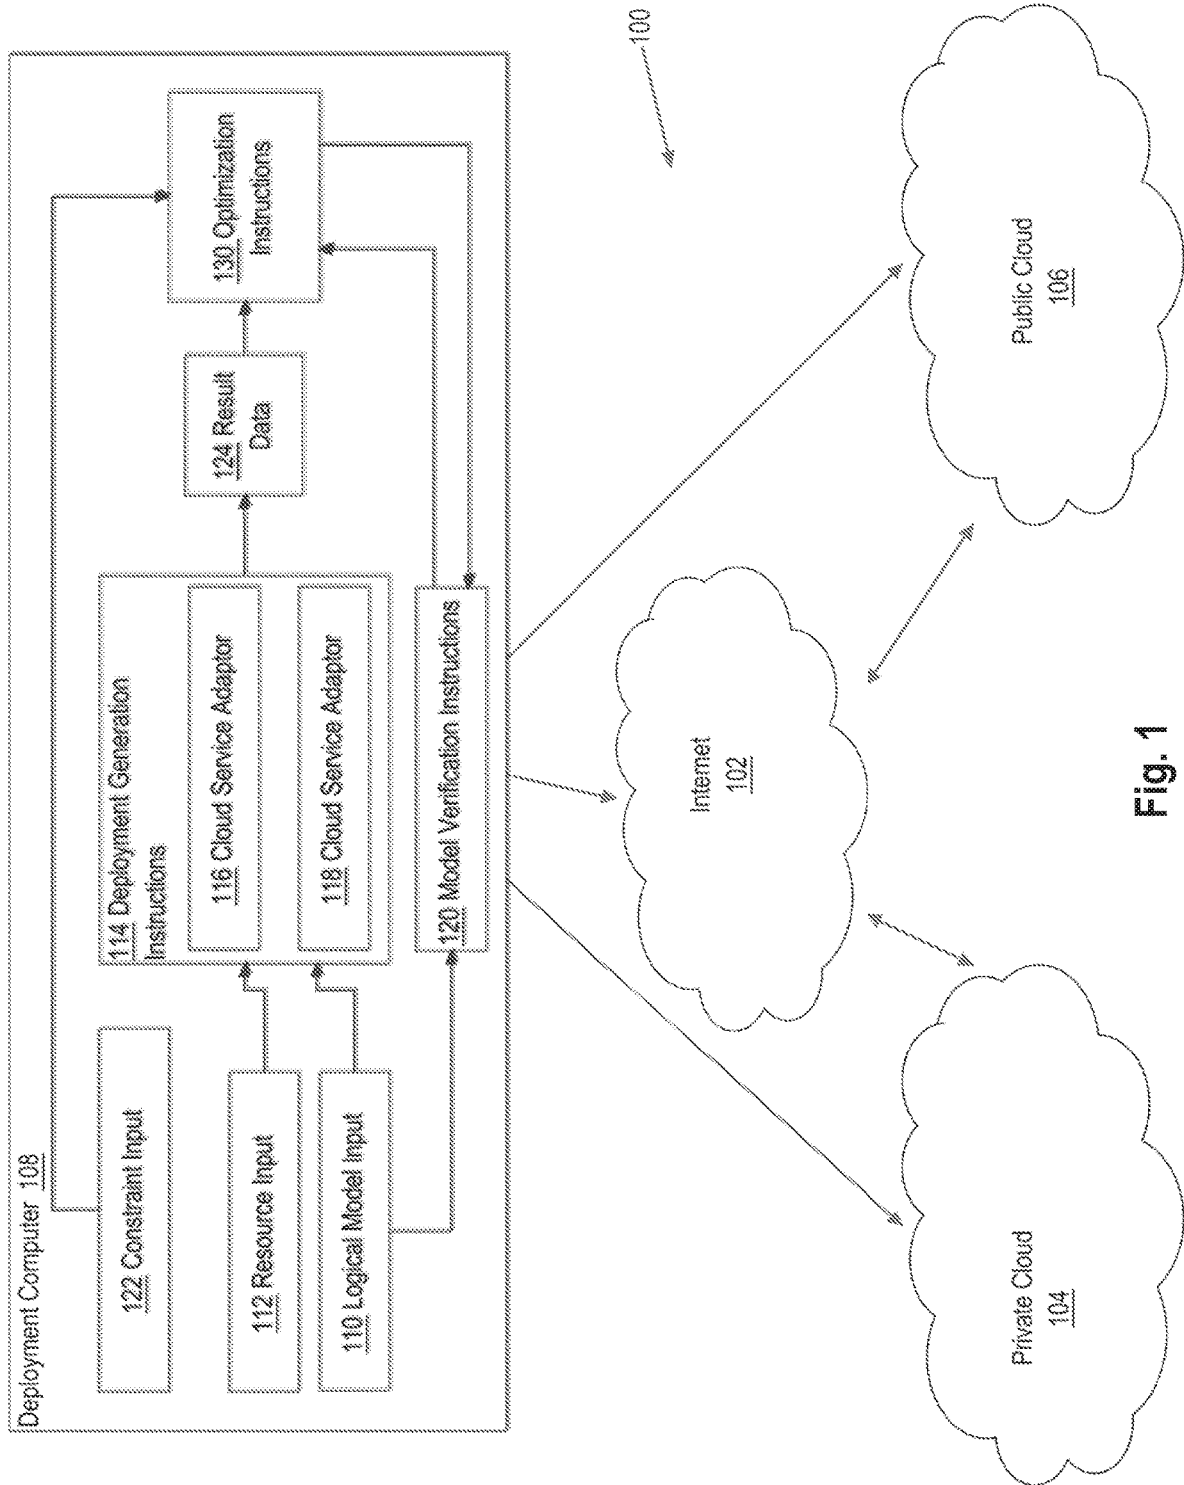 Deployment Computer 108
122 Constraint Input
112 Resource Input
110 Logical Model Input
114 Deployment Generation
Instructions
116 Cloud Service Adaptor
118 Cloud Service Adaptor
120 Model Verification Instructions
124 Result
Data
130 Optimization
Instructions
100
Internet
102
Private Cloud
104
Public Cloud
106
Fig. 1